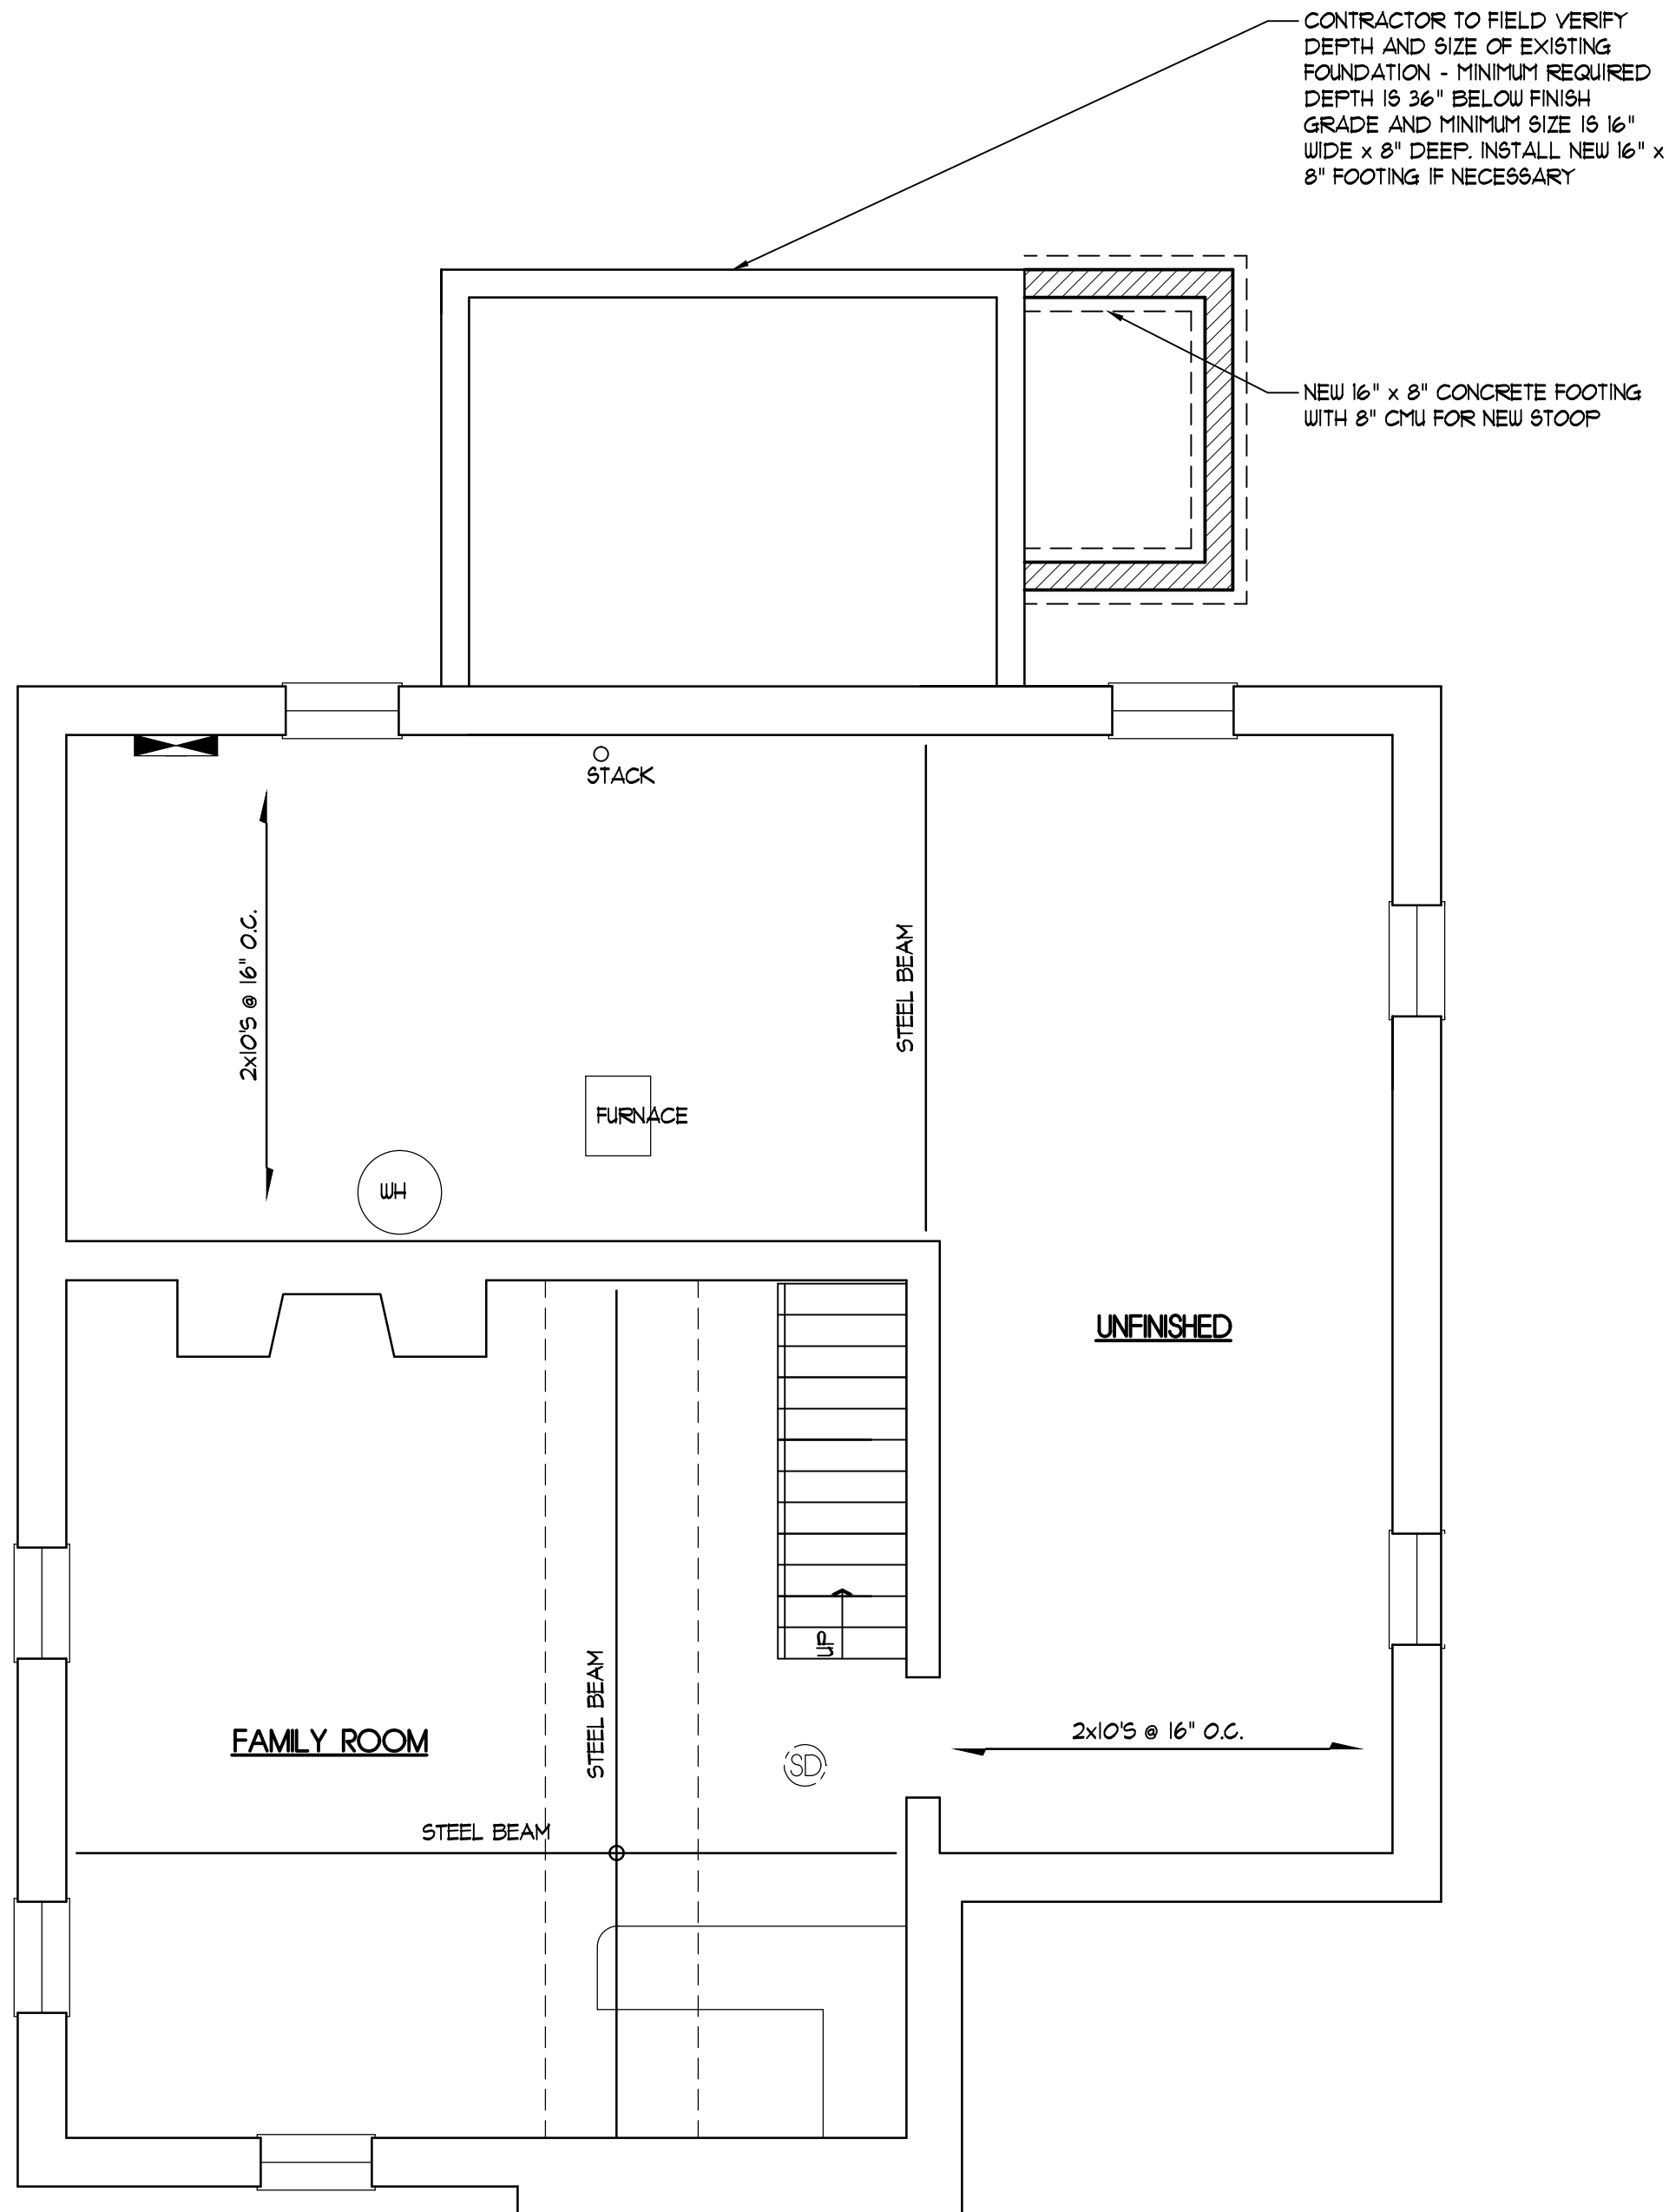 CONTRACTOR TO FIELD VERIFY
DEPTH AND SIZE OF EXISTING
FOUNDATION - MINIMUM REQUIRED
DEPTH IS 36" BELOW FINISH
GRADE AND MINIMUM SIZE IS 16"
WIDE x 8" DEEP. INSTALL NEW 16" x
8" FOOTING IF NECESSARY
NEW 16" x 8" CONCRETE FOOTING
WITH 8" CMU FOR NEW STOOP
STACK
2x10'S @ 16" O.C.
STEEL BEAM
FURNACE
WH
UNFINISHED
UP
STEEL BEAM
FAMILY ROOM
2x10'S @ 16" O.C.
SD
STEEL BEAM